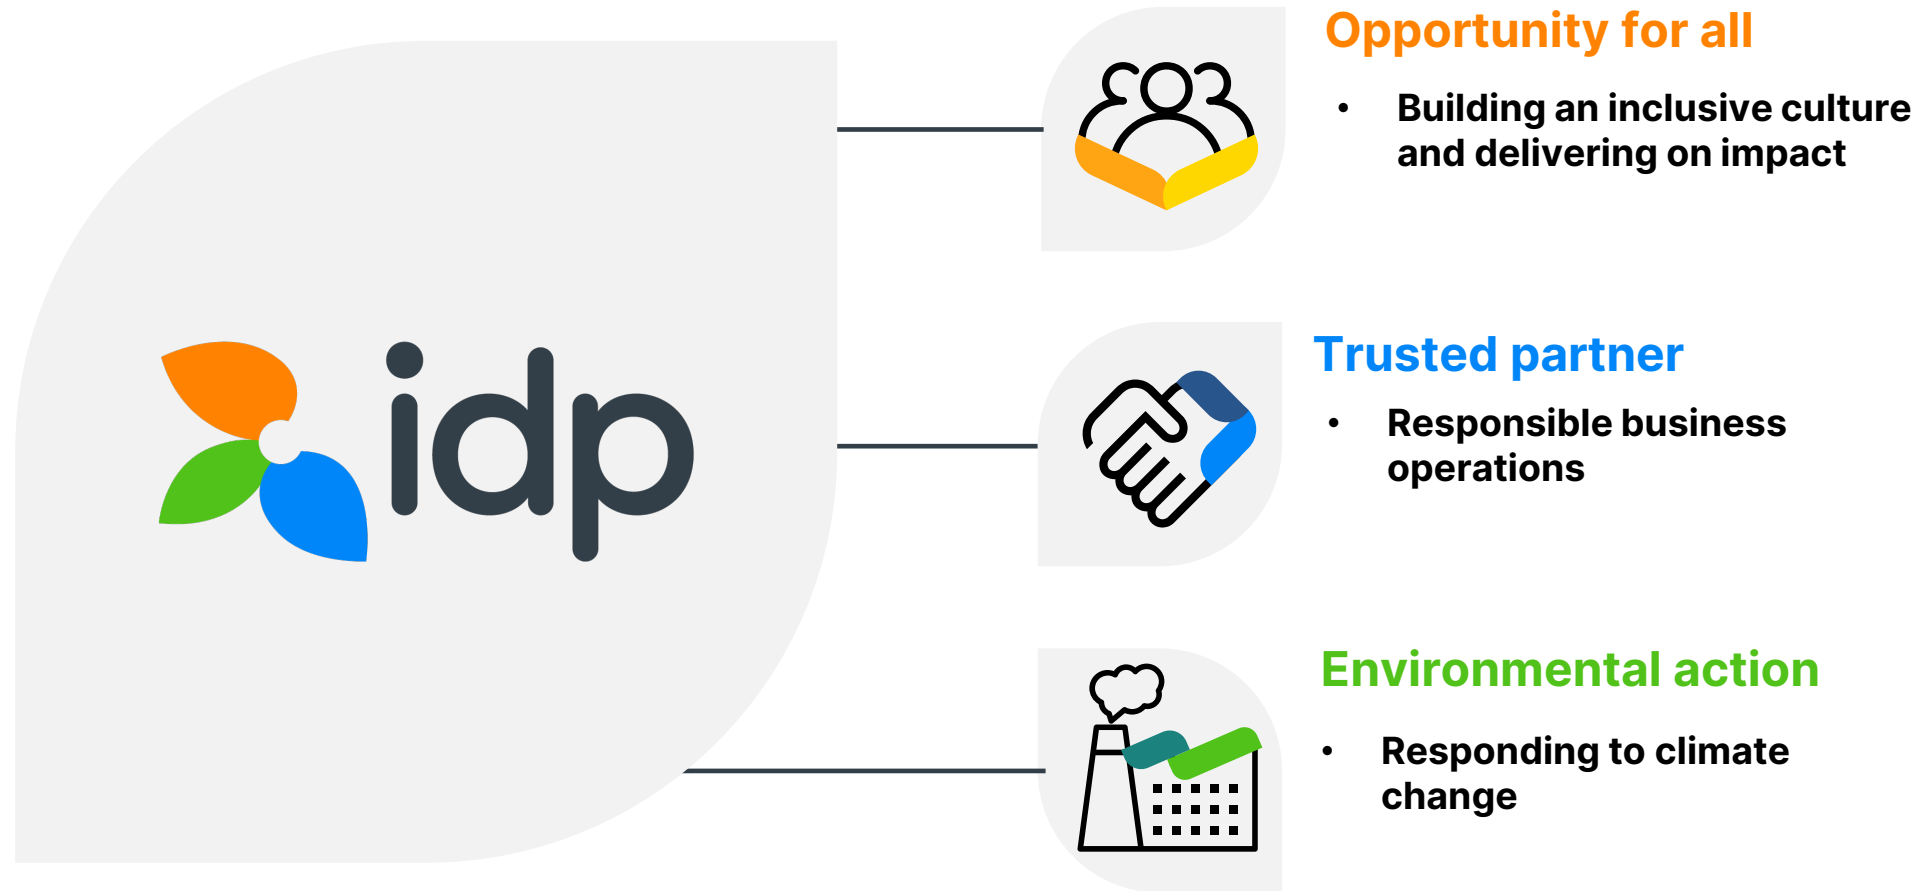 idp
Opportunity for all
• Building an inclusive culture
and delivering on impact
Trusted partner
• Responsible business
operations
Environmental action
• Responding to climate
change